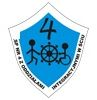 4
SP NR 4 Z ODDZIAŁAMI
INTEGRACYJNYMI W